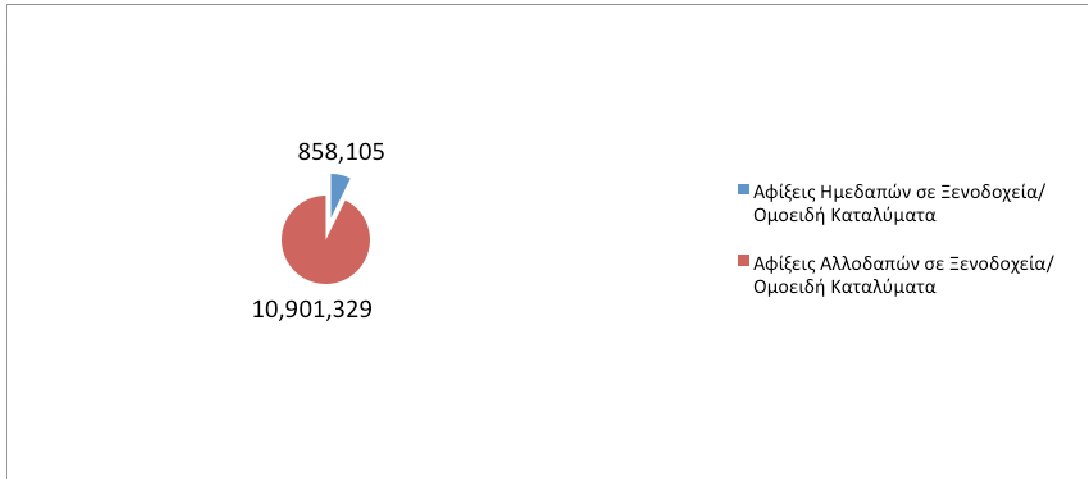 858,105
10,901,329
Αφίξεις Ημεδαπών σε Ξενοδοχεία/
Ομοειδή Καταλύματα
Αφίξεις Αλλοδαπών σε Ξενοδοχεία/
Ομοειδή Καταλύματα